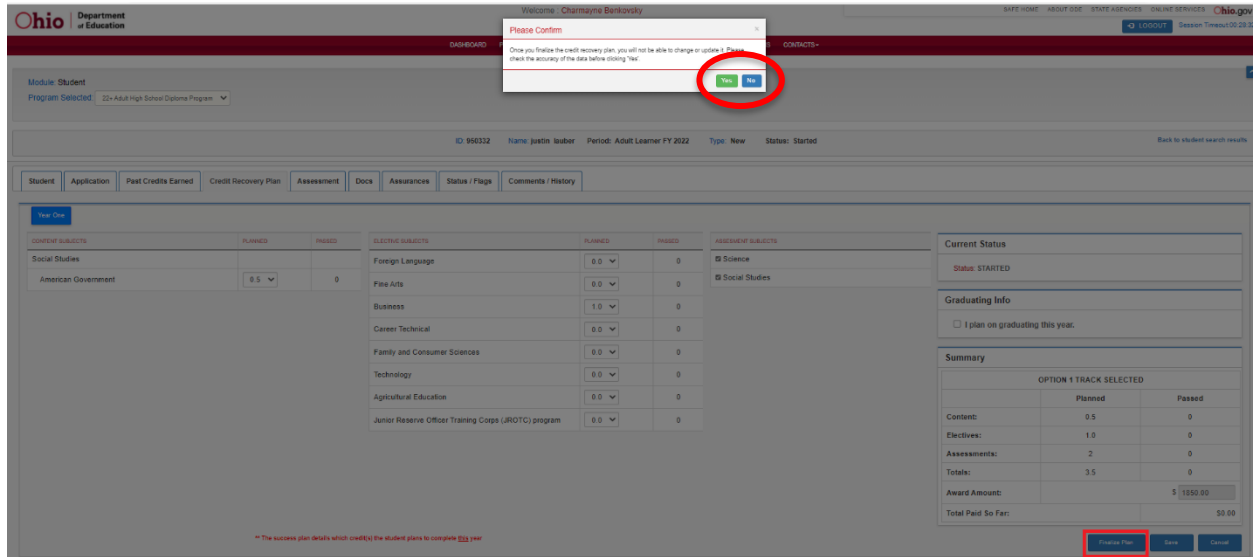 Ohio Department of Education
Welcome : Charmayne Benkovsky
SAFE HOME ABOUT ODE STATE AGENCIES ONLINE SERVICES Ohio.gov
LOGOUT Session Timeout:
DASHBOARD
CONTACTS
Please Confirm ×
Once you finalize the credit recovery plan, you will not be able to change or update it. Please
check the accuracy of the data before clicking 'Yes'.
Yes No
Module: Student
Program Selected: 22+ Adult High School Diploma Program
ID: 950332 Name: justin lauber Period: Adult Learner FY 2022 Type: New Status: Started
Back to student search results
Student Application Past Credits Earned Credit Recovery Plan Assessment Docs Assurances Status / Flags Comments / History
Year One
CONTENT SUBJECTS PLANNED PASSED
Social Studies
American Government 0.5 0
ELECTIVE SUBJECTS PLANNED PASSED
Foreign Language 0.0 0
Fine Arts 0.0 0
Business 1.0 0
Career Technical 0.0 0
Family and Consumer Sciences 0.0 0
Technology 0.0 0
Agricultural Education 0.0 0
Junior Reserve Officer Training Corps (JROTC) program 0.0 0
ASSESSMENT SUBJECTS
Science
Social Studies
Current Status
Status: STARTED
Graduating Info
I plan on graduating this year.
Summary
OPTION 1 TRACK SELECTED
Planned Passed
Content: 0.5 0
Electives: 1.0 0
Assessments: 2 0
Totals: 3.5 0
Award Amount: $ 1050.00
Total Paid So Far: $0.00
** The success plan details which credit(s) the student plans to complete this year
Finalize Plan Save Cancel